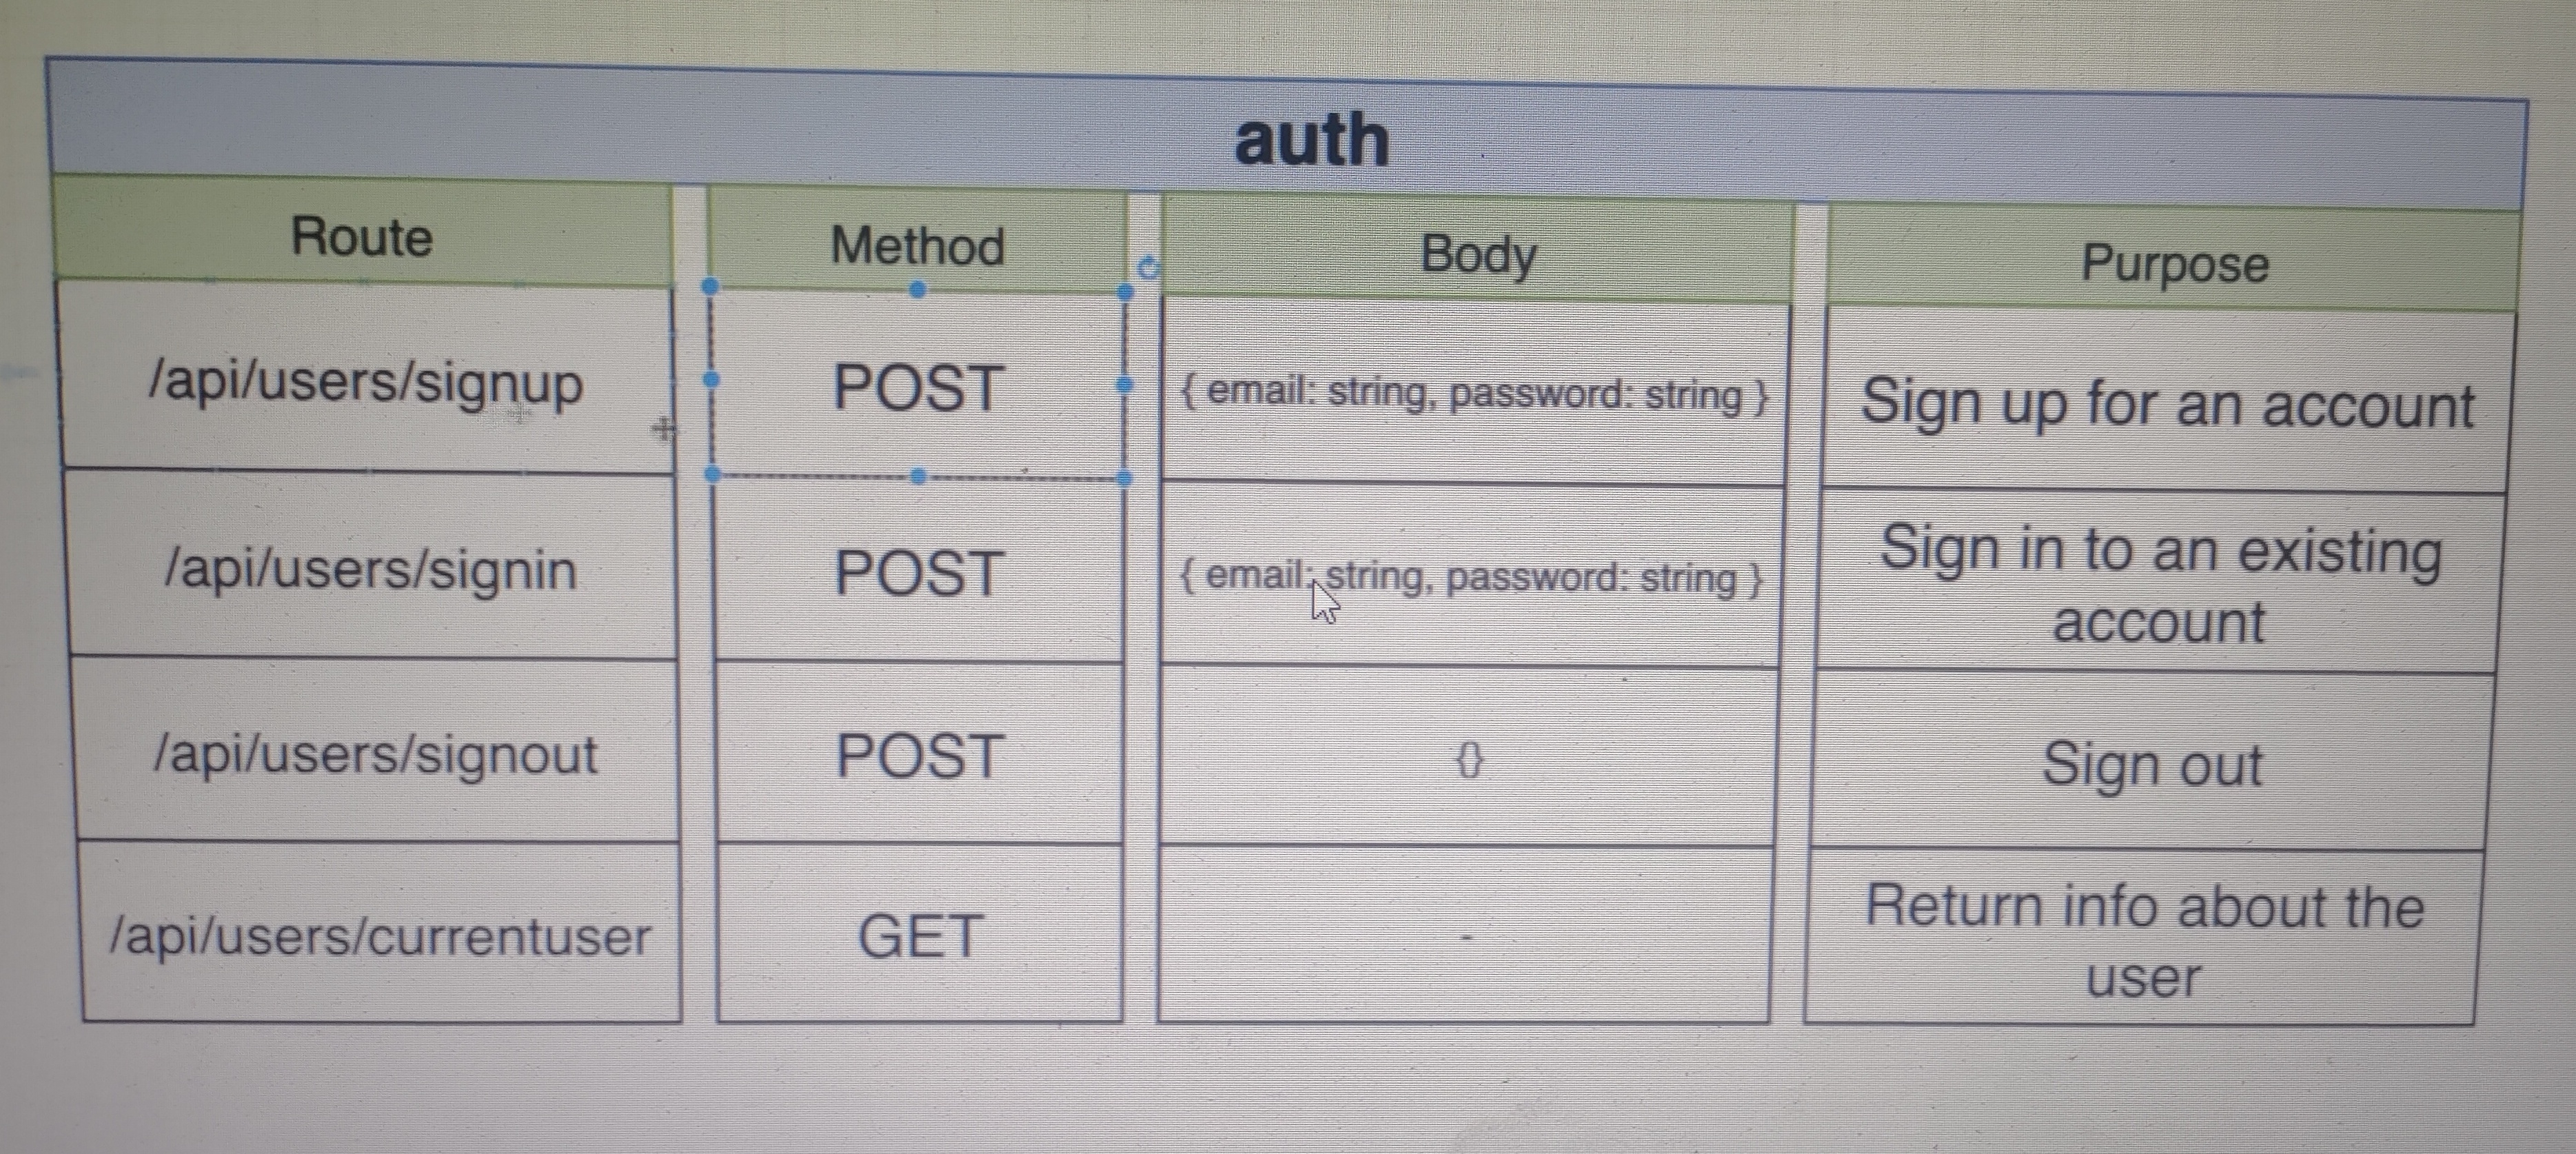 auth
Route Method Body Purpose
/api/users/signup POST { email: string, password: string } Sign up for an account
/api/users/signin POST { email: string, password: string } Sign in to an existing
account
/api/users/signout POST {} Sign out
/api/users/currentuser GET - Return info about the
user